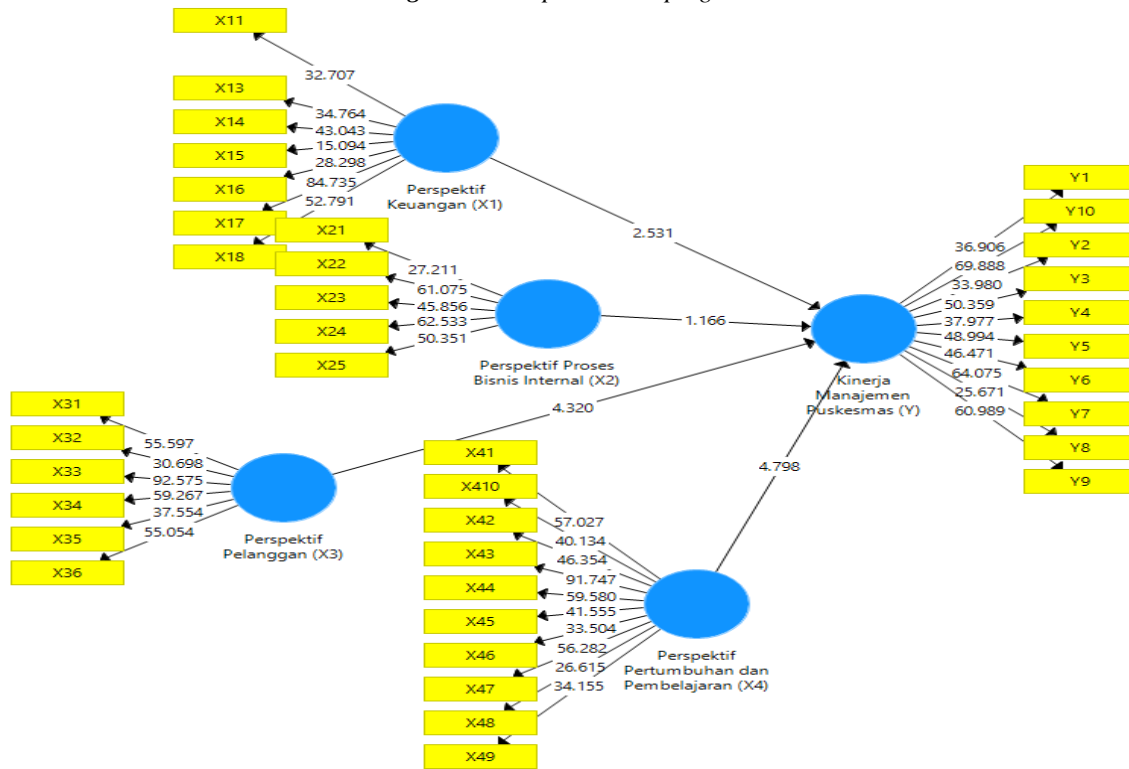 X11
32.707
X13
X14
X15
X16
X17
X18
34.764
43.043
15.094
28.298
84.735
52.791
Perspektif
Keuangan (X1)
2.531
X21
X22
X23
X24
X25
27.211
61.075
45.856
62.533
50.351
Perspektif Proses
Bisnis Internal (X2)
1.166
X31
X32
X33
X34
X35
X36
55.597
30.698
92.575
59.267
37.554
55.054
Perspektif
Pelanggan (X3)
4.320
X41
X410
X42
X43
X44
X45
X46
X47
X48
X49
57.027
40.134
46.354
91.747
59.580
41.555
33.504
56.282
26.615
34.155
Perspektif
Pertumbuhan dan
Pembelajaran (X4)
4.798
Kinerja
Manajemen
Puskesmas (Y)
36.906
69.888
33.980
50.359
37.977
48.994
46.471
64.075
25.671
60.989
Y1
Y10
Y2
Y3
Y4
Y5
Y6
Y7
Y8
Y9